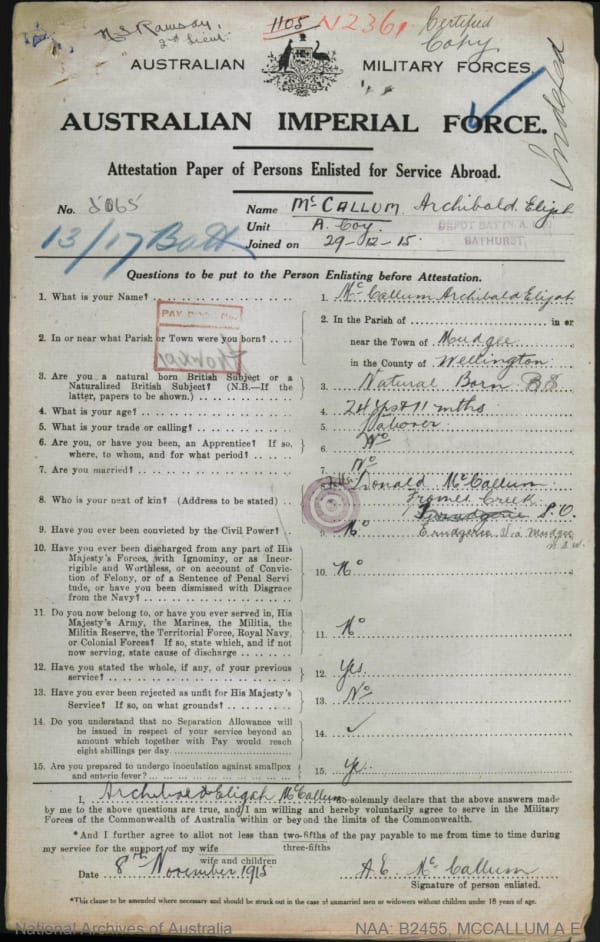 N.S. Ramsay,
2nd Lieut.
1105
N2361
Certified
Copy
Indexed
AUSTRALIAN MILITARY FORCES.
AUSTRALIAN IMPERIAL FORCE.
Attestation Paper of Persons Enlisted for Service Abroad.
No. 5065
Name McCALLUM. Archibald. Elijah
Unit A. Coy.
DEPOT BATTN. A.
BATHURST.
13/17 Batt
Joined on 29-12-15.
Questions to be put to the Person Enlisting before Attestation.
1. What is your Name?
1. McCallum Archibald Elijah
2. In or near what Parish or Town were you born?
2. In the Parish of in or
near the Town of Mudgee
in the County of Wellington
3. Are you a natural born British Subject or a
Naturalized British Subject? (N.B.—If the
latter, papers to be shown.)
3. Natural Born B S
4. What is your age?
4. 24 yrs & 11 mths
5. What is your trade or calling?
5. Labourer
6. Are you, or have you been, an Apprentice? If so,
where, to whom, and for what period?
6. No
7. Are you married?
7. No
8. Who is your next of kin? (Address to be stated)
Donald McCallum
Fromes Creek
P.O.
Via Mudgee
N.S.W.
9. Have you ever been convicted by the Civil Power?
9. No
10. Have you ever been discharged from any part of His
Majesty's Forces, with Ignominy, or as Incor-
rigible and Worthless, or on account of Convic-
tion of Felony, or of a Sentence of Penal Servi
tude, or have you been Dismissed with Disgrace
from the Navy?
10. No
11. Do you now belong to, or have you ever served in, His
Majesty's Army, the Marines, the Militia, the
Militia Reserve, the Territorial Force, Royal Navy,
or Colonial Forces? If so, state which, and if not
now serving, state cause of discharge
11. No
12. Have you stated the whole, if any, of your previous
service?
12. Yes
13. Have you ever been rejected as unfit for His Majesty's
Service? If so, on what grounds?
13. No
14. Do you understand that no Separation Allowance will
be issued in respect of your service beyond an
amount which together with Pay would reach
eight shillings per day.
14.
15. Are you prepared to undergo inoculation against smallpox
and enteric fever?
15. Yes
I, Archibald Elijah McCallum do solemnly declare that the above answers made
by me to the above questions are true, and I am willing and hereby voluntarily agree to serve in the Military
Forces of the Commonwealth of Australia within or beyond the limits of the Commonwealth.
*And I further agree to allot not less than two-fifths of the pay payable to me from time to time during
three-fifths
my service for the support of my wife
wife and children
Date 8th November 1915
A.E. McCallum
Signature of person enlisted.
*This clause to be amended where necessary and should be struck out in the case of unmarried men or widowers without children under 18 years of age.
National Archives of Australia
NAA: B2455, MCCALLUM A E